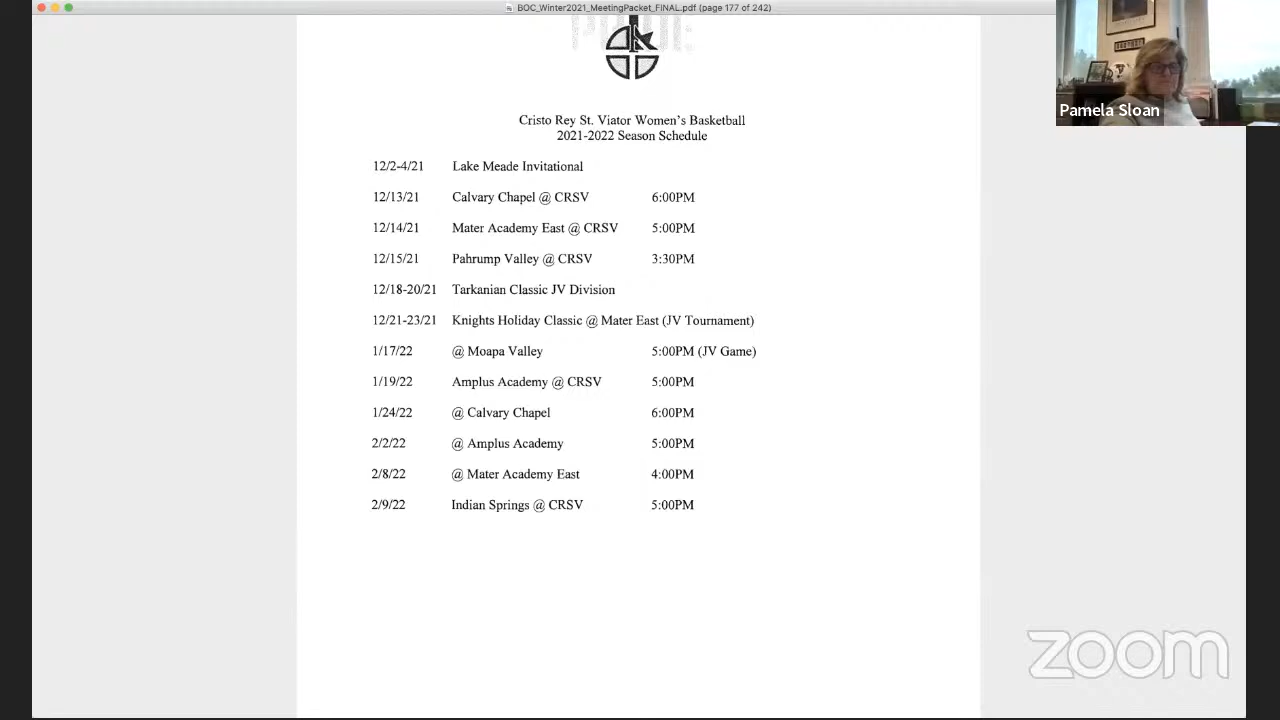 BOC_Winter2021_MeetingPacket_FINAL.pdf (page 177 of 242)
Pamela Sloan
Cristo Rey St. Viator Women's Basketball
2021-2022 Season Schedule
12/2-4/21 Lake Meade Invitational
12/13/21 Calvary Chapel @ CRSV 6:00PM
12/14/21 Mater Academy East @ CRSV 5:00PM
12/15/21 Pahrump Valley @ CRSV 3:30PM
12/18-20/21 Tarkanian Classic JV Division
12/21-23/21 Knights Holiday Classic @ Mater East (JV Tournament)
1/17/22 @ Moapa Valley 5:00PM (JV Game)
1/19/22 Amplus Academy @ CRSV 5:00PM
1/24/22 @ Calvary Chapel 6:00PM
2/2/22 @ Amplus Academy 5:00PM
2/8/22 @ Mater Academy East 4:00PM
2/9/22 Indian Springs @ CRSV 5:00PM
zoom